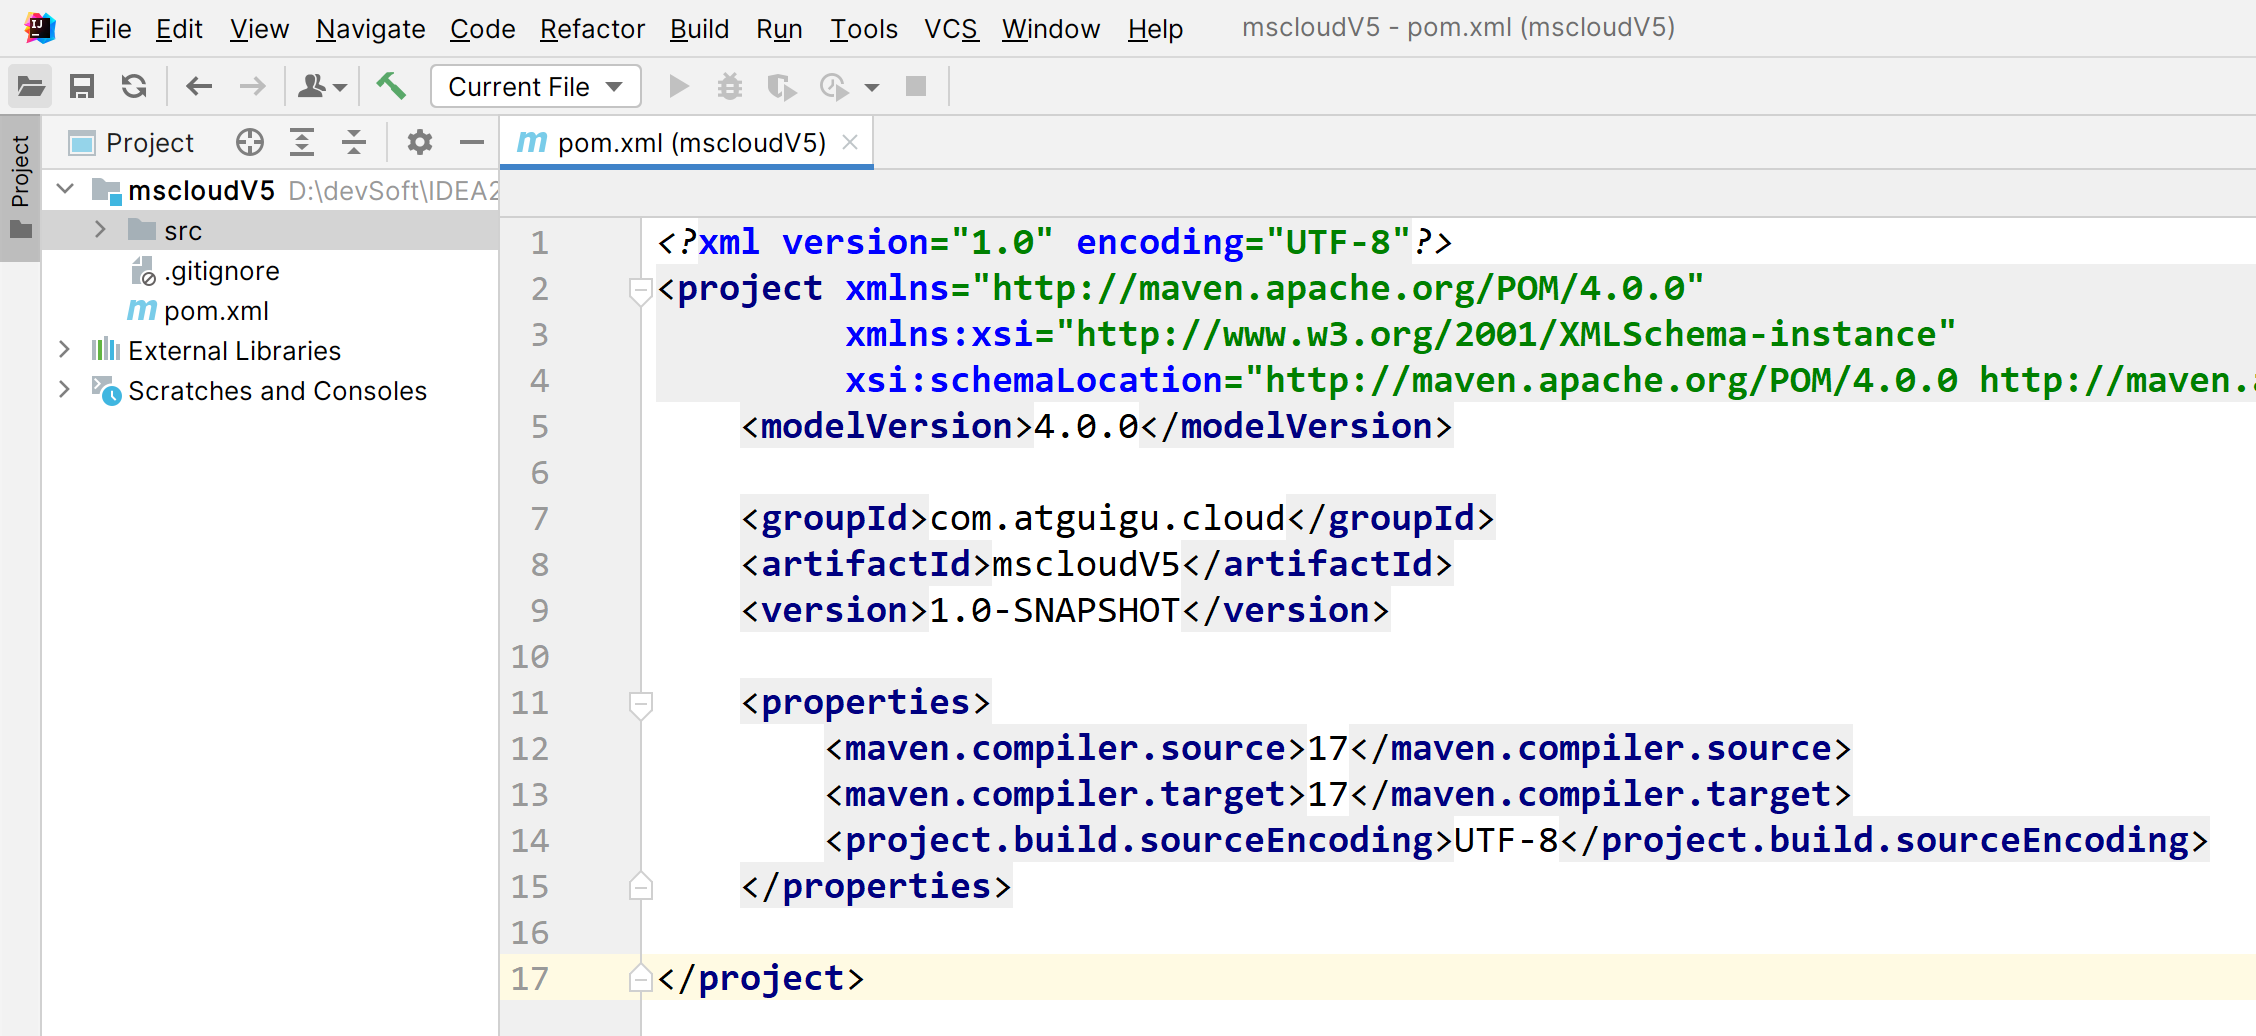 File Edit View Navigate Code Refactor Build Run Tools VCS Window Help mscloudV5 - pom.xml (mscloudV5)
Current File
Project
Project
pom.xml (mscloudV5)
mscloudV5 D:\devSoft\IDEA2
src
.gitignore
pom.xml
External Libraries
Scratches and Consoles
1 <?xml version="1.0" encoding="UTF-8"?>
2 <project xmlns="http://maven.apache.org/POM/4.0.0"
3 xmlns:xsi="http://www.w3.org/2001/XMLSchema-instance"
4 xsi:schemaLocation="http://maven.apache.org/POM/4.0.0 http://maven.
5 <modelVersion>4.0.0</modelVersion>
6
7 <groupId>com.atguigu.cloud</groupId>
8 <artifactId>mscloudV5</artifactId>
9 <version>1.0-SNAPSHOT</version>
10
11 <properties>
12 <maven.compiler.source>17</maven.compiler.source>
13 <maven.compiler.target>17</maven.compiler.target>
14 <project.build.sourceEncoding>UTF-8</project.build.sourceEncoding>
15 </properties>
16
17 </project>